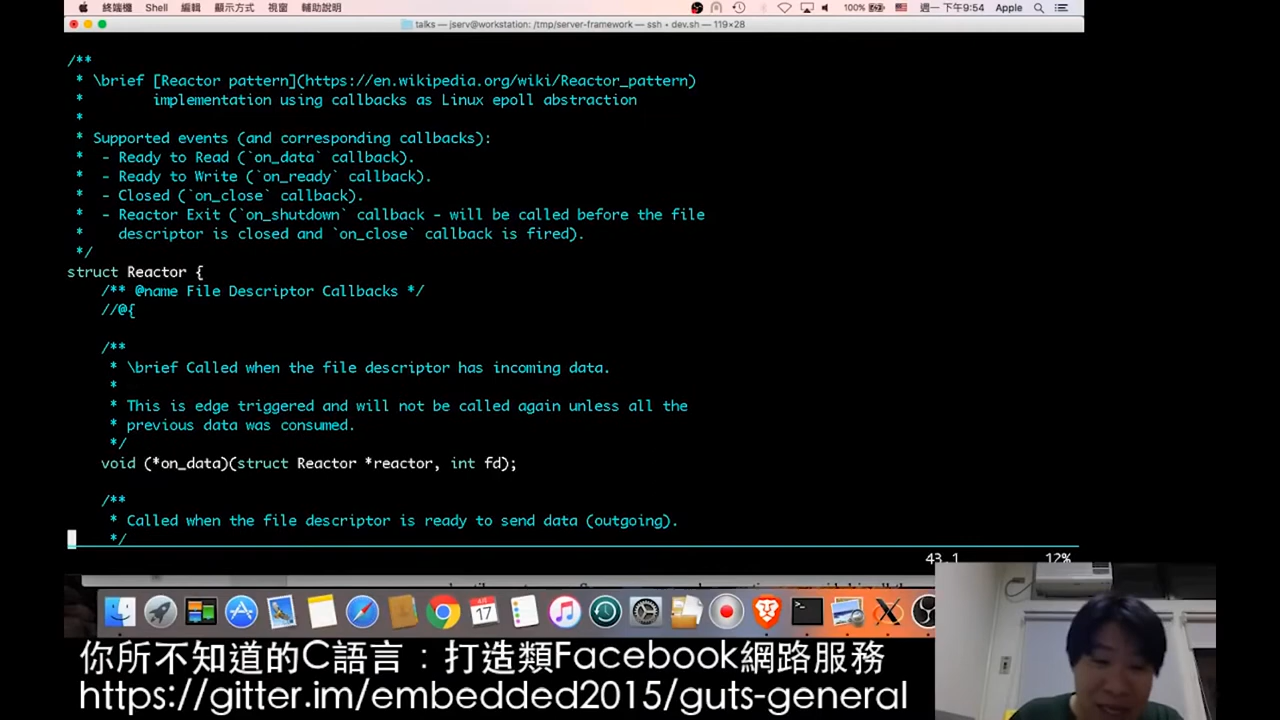 終端機 Shell 編輯 顯示方式 視窗 輔助說明 100% 週一 下午9:54 Apple
talks — jserv@workstation: /tmp/server-framework — ssh • dev.sh — 119×28
/**
 * \brief [Reactor pattern](https://en.wikipedia.org/wiki/Reactor_pattern)
 *        implementation using callbacks as Linux epoll abstraction
 *
 * Supported events (and corresponding callbacks):
 *  - Ready to Read (`on_data` callback).
 *  - Ready to Write (`on_ready` callback).
 *  - Closed (`on_close` callback).
 *  - Reactor Exit (`on_shutdown` callback - will be called before the file
 *    descriptor is closed and `on_close` callback is fired).
 */
struct Reactor {
    /** @name File Descriptor Callbacks */
    //@{
    /**
     * \brief Called when the file descriptor has incoming data.
     *
     * This is edge triggered and will not be called again unless all the
     * previous data was consumed.
     */
    void (*on_data)(struct Reactor *reactor, int fd);
    /**
     * Called when the file descriptor is ready to send data (outgoing).
     */
43,1 12%
17
你所不知道的C語言：打造類Facebook網路服務
https://gitter.im/embedded2015/guts-general